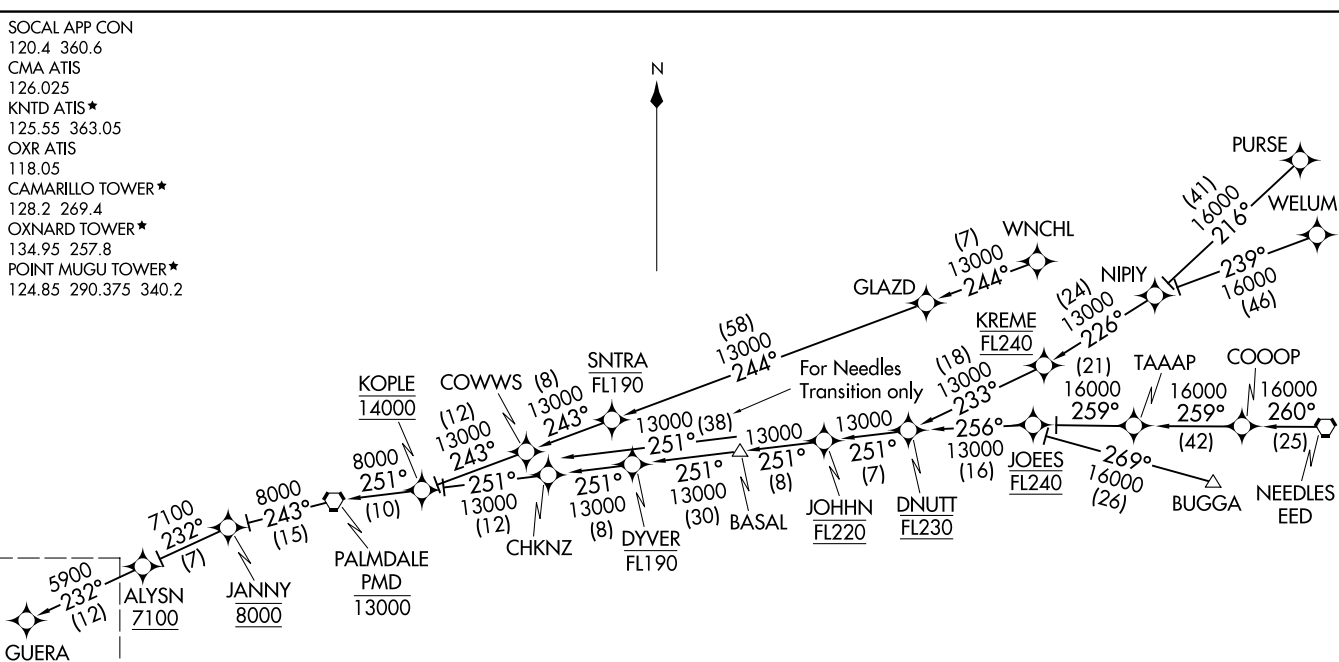 SOCAL APP CON
120.4 360.6
CMA ATIS
126.025
KNTD ATIS★
125.55 363.05
OXR ATIS
118.05
CAMARILLO TOWER★
128.2 269.4
OXNARD TOWER★
134.95 257.8
POINT MUGU TOWER★
124.85 290.375 340.2
N
PURSE
(41)
16000
216°
WELUM
239°
16000
(46)
WNCHL
(7)
13000
244°
GLAZD
NIPIY
(24)
13000
226°
KREME
FL240
(58)
13000
244°
SNTRA
FL190
For Needles
Transition only
(18)
13000
233°
(21)
16000
259°
TAAAP
16000
259°
(42)
COOOP
16000
260°
(25)
NEEDLES
EED
KOPLE
14000
COWWS
(8)
13000
243°
(12)
13000
243°
13000
(38)
251°
13000
251°
(8)
13000
251°
(7)
256°
13000
(16)
JOEES
FL240
269°
16000
(26)
BUGGA
8000
251°
(10)
251°
13000
(12)
CHKNZ
251°
13000
(8)
DYVER
FL190
251°
13000
(30)
BASAL
JOHHN
FL220
DNUTT
FL230
7100
232°
(7)
8000
243°
(15)
PALMDALE
PMD
13000
JANNY
8000
5900
232°
(12)
ALYSN
7100
GUERA